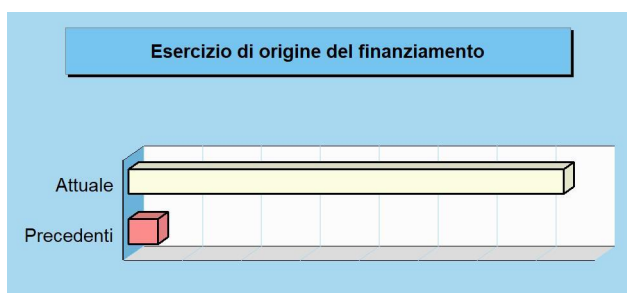 Esercizio di origine del finanziamento
Attuale
Precedenti